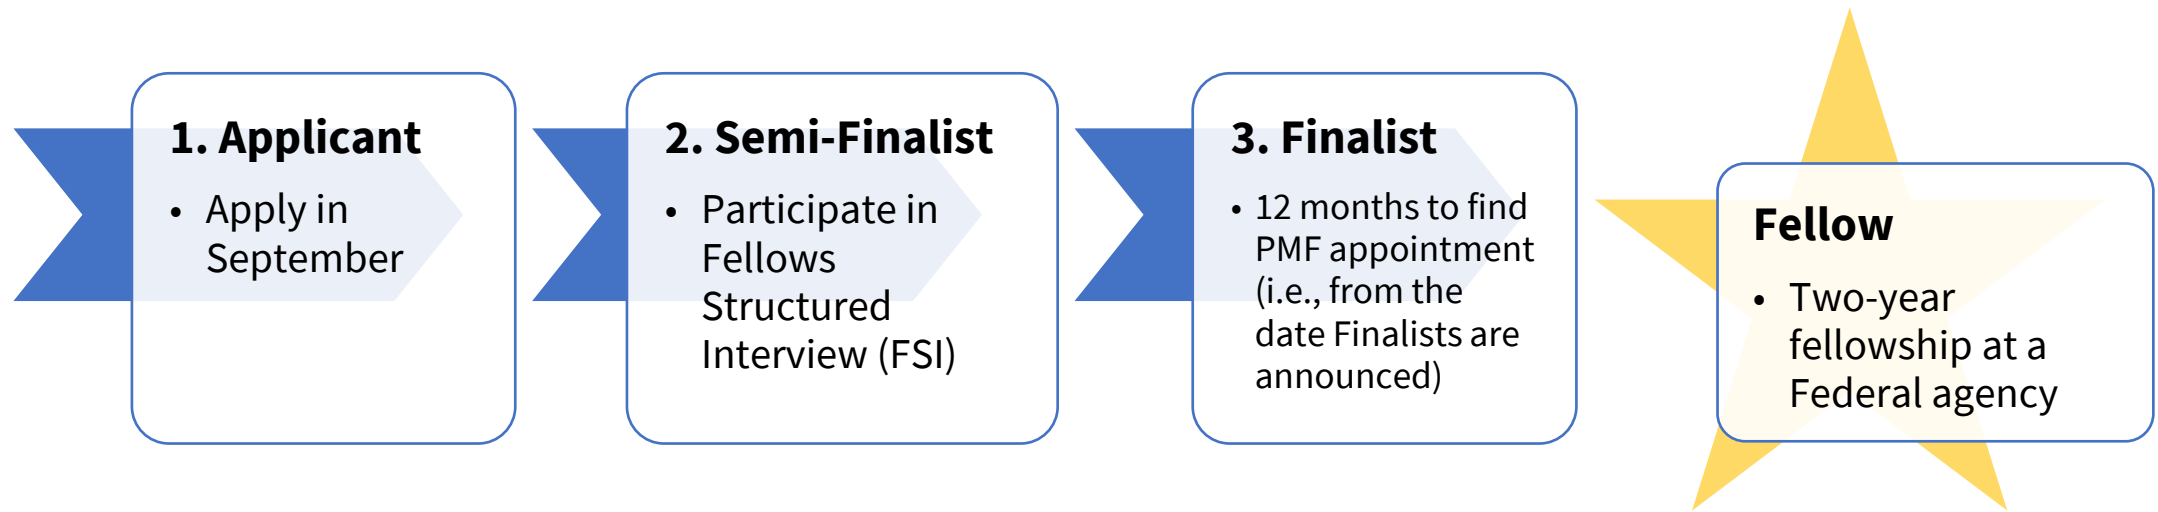 1. Applicant
• Apply in
September
2. Semi-Finalist
• Participate in
Fellows
Structured
Interview (FSI)
3. Finalist
• 12 months to find
PMF appointment
(i.e., from the
date Finalists are
announced)
Fellow
• Two-year
fellowship at a
Federal agency